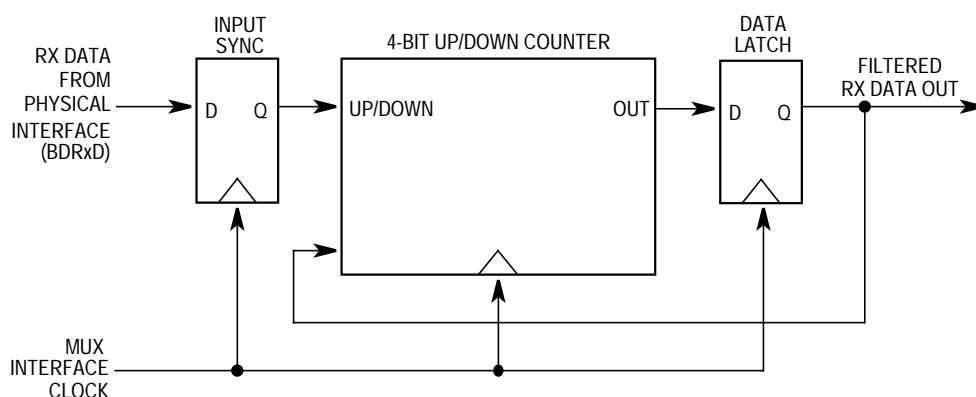 INPUT
SYNC
4-BIT UP/DOWN COUNTER
DATA
LATCH
RX DATA
FROM
PHYSICAL
INTERFACE
(BDRxD)
D Q
UP/DOWN
OUT
D Q
FILTERED
RX DATA OUT
MUX
INTERFACE
CLOCK